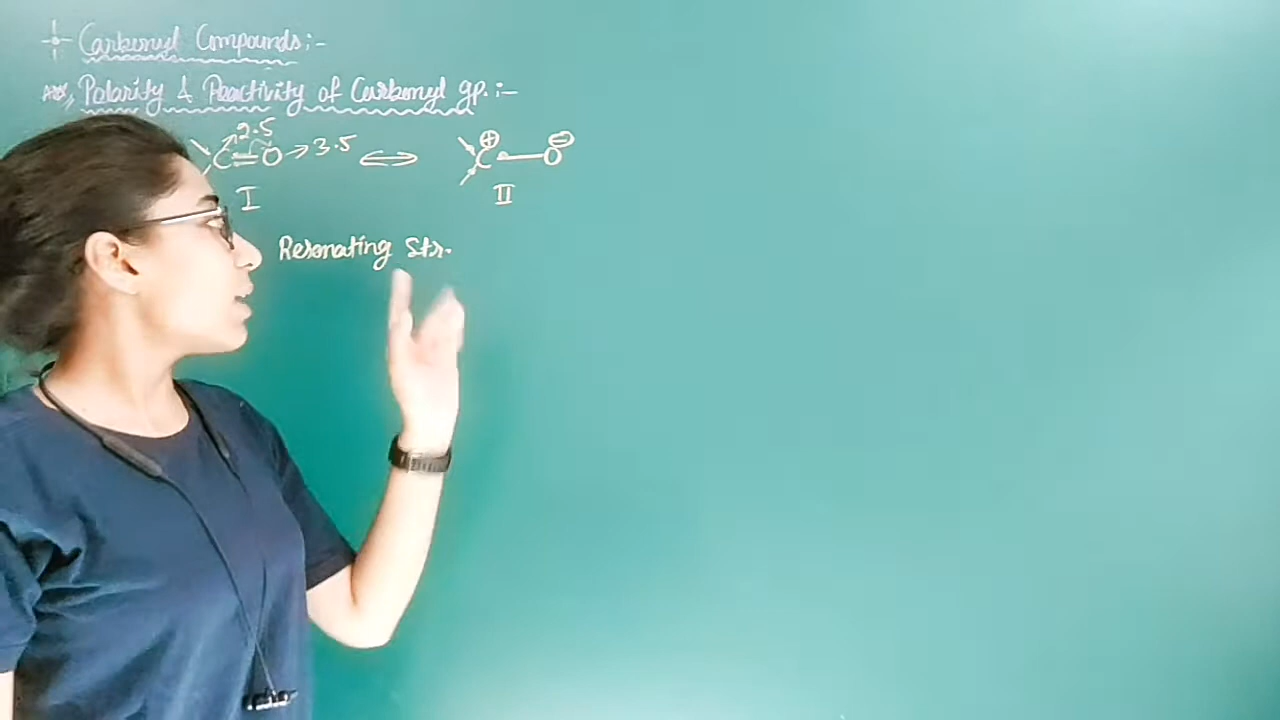 Carbonyl Compounds:-
Polarity & Reactivity of Carbonyl gp.:-
C=O 2.5 → 3.5 ⟺ C⊕ — O⊖
I II
Resonating Str.